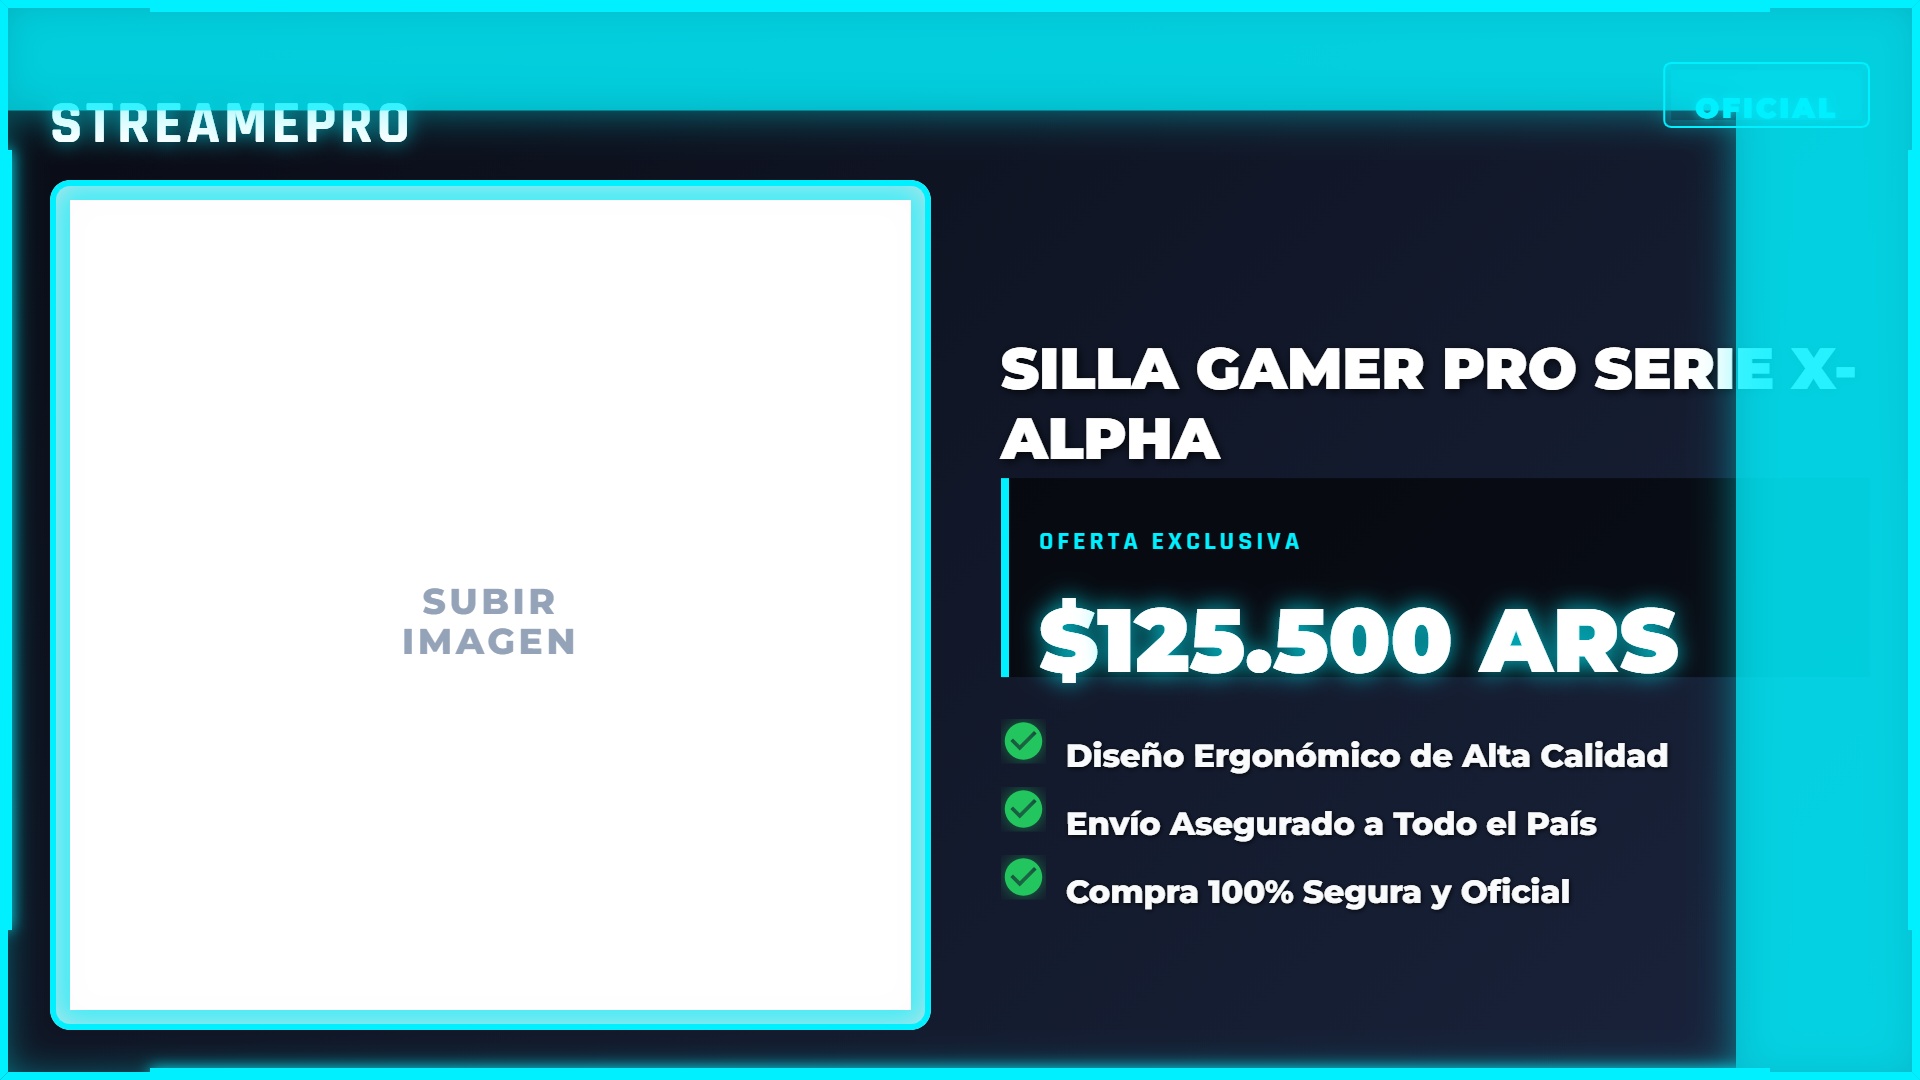 STREAMEPRO
OFICIAL
SUBIR
IMAGEN
SILLA GAMER PRO SERIE X-
ALPHA
OFERTA EXCLUSIVA
$125.500 ARS
Diseño Ergonómico de Alta Calidad
Envío Asegurado a Todo el País
Compra 100% Segura y Oficial